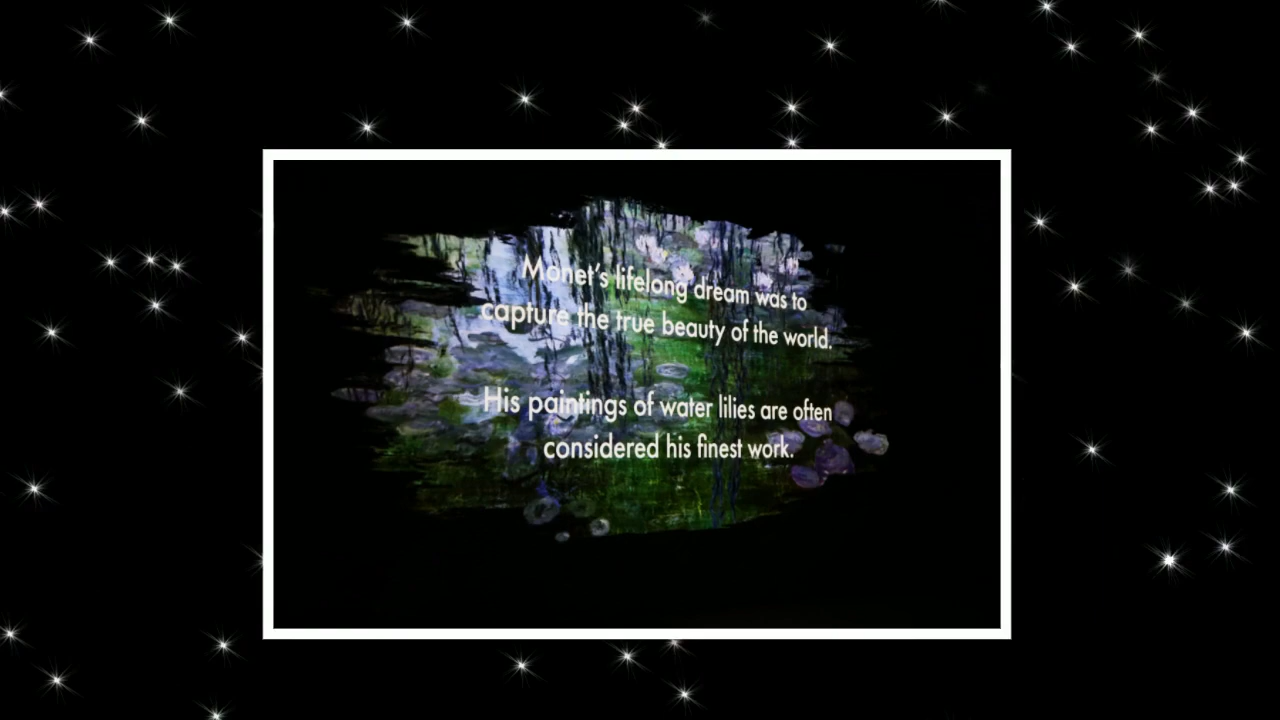 Monet's lifelong dream was to
capture the true beauty of the world.
His paintings of water lilies are often
considered his finest work.